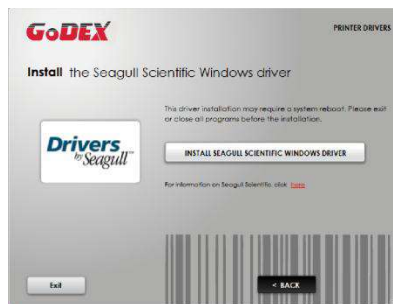 GoDEX
PRINTER DRIVERS
Install the Seagull Scientific Windows driver
This driver installation may require a system reboot. Please exit
or close all programs before the installation.
Drivers
by Seagull™
INSTALL SEAGULL SCIENTIFIC WINDOWS DRIVER
For information on Seagull Scientific, click here
Exit
< BACK